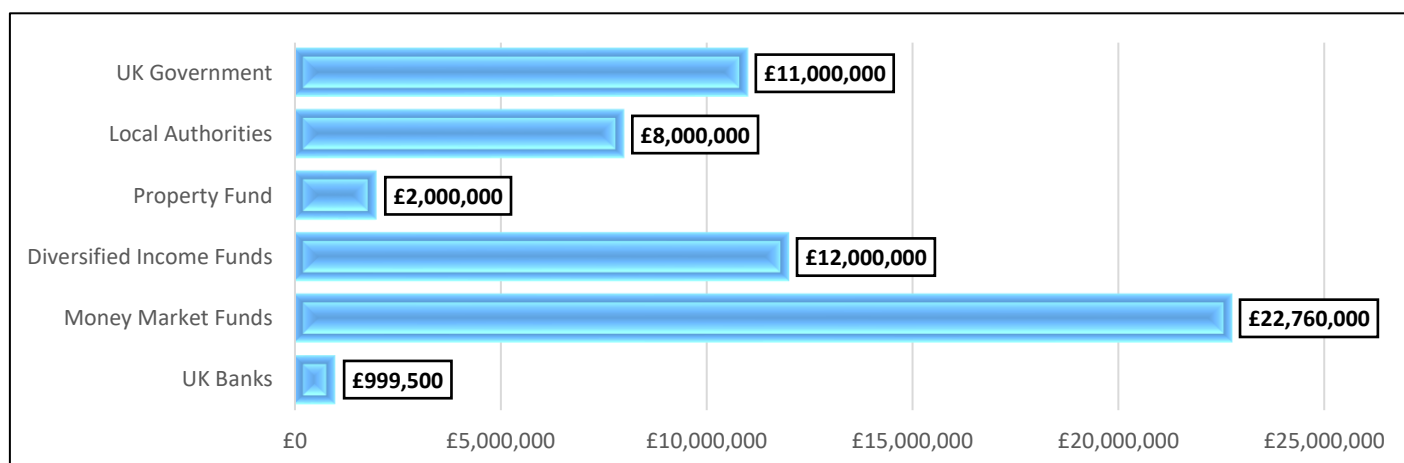 UK Government £11,000,000
Local Authorities £8,000,000
Property Fund £2,000,000
Diversified Income Funds £12,000,000
Money Market Funds £22,760,000
UK Banks £999,500
£0 £5,000,000 £10,000,000 £15,000,000 £20,000,000 £25,000,000